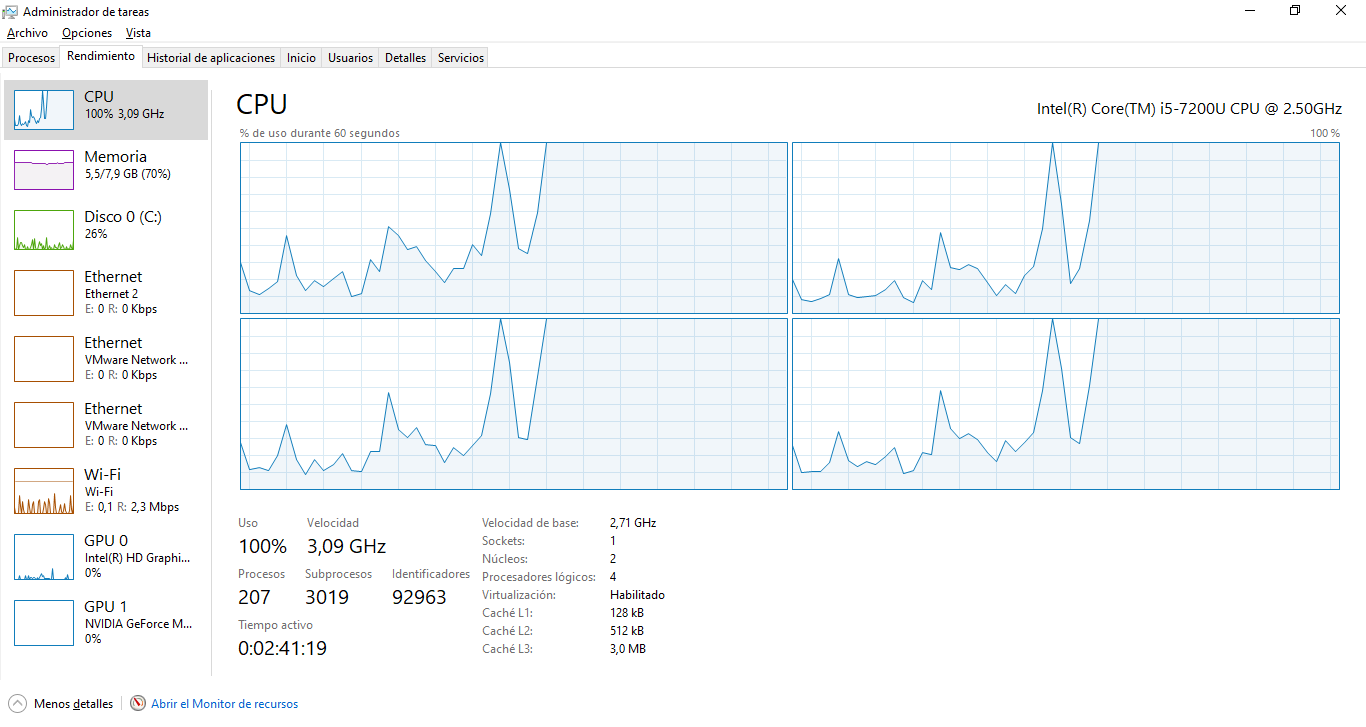 Administrador de tareas
Archivo Opciones Vista
Procesos Rendimiento Historial de aplicaciones Inicio Usuarios Detalles Servicios
CPU
100% 3,09 GHz
Memoria
5,5/7,9 GB (70%)
Disco 0 (C:)
26%
Ethernet
Ethernet 2
E: 0 R: 0 Kbps
Ethernet
VMware Network ...
E: 0 R: 0 Kbps
Ethernet
VMware Network ...
E: 0 R: 0 Kbps
Wi-Fi
Wi-Fi
E: 0,1 R: 2,3 Mbps
GPU 0
Intel(R) HD Graphi...
0%
GPU 1
NVIDIA GeForce M...
0%
CPU Intel(R) Core(TM) i5-7200U CPU @ 2.50GHz
% de uso durante 60 segundos 100 %
Uso Velocidad
100% 3,09 GHz
Procesos Subprocesos Identificadores
207 3019 92963
Tiempo activo
0:02:41:19
Velocidad de base: 2,71 GHz
Sockets: 1
Núcleos: 2
Procesadores lógicos: 4
Virtualización: Habilitado
Caché L1: 128 kB
Caché L2: 512 kB
Caché L3: 3,0 MB
Menos detalles Abrir el Monitor de recursos